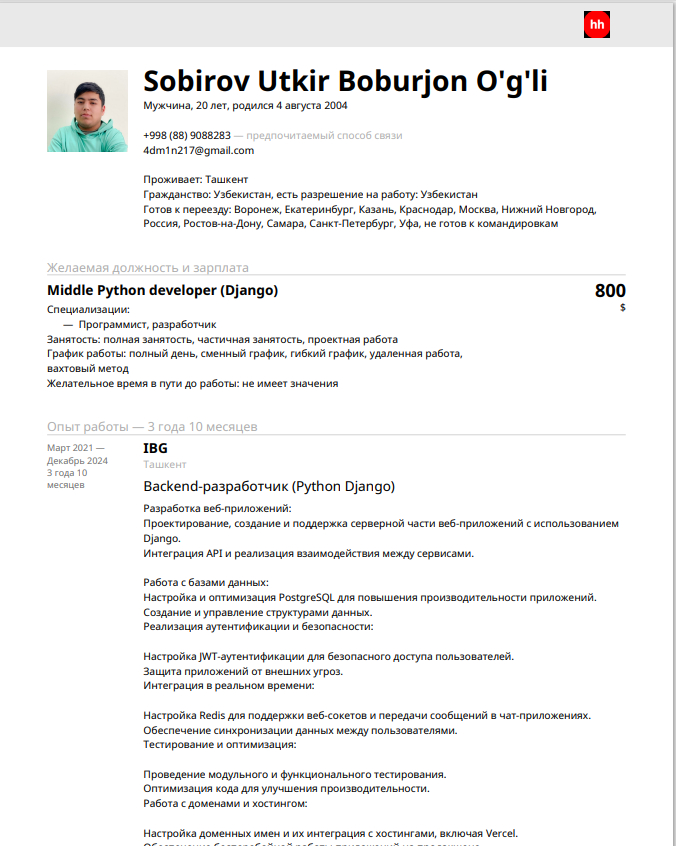 hh
Sobirov Utkir Boburjon O'g'li
Мужчина, 20 лет, родился 4 августа 2004
+998 (88) 9088283 — предпочитаемый способ связи
4dm1n217@gmail.com
Проживает: Ташкент
Гражданство: Узбекистан, есть разрешение на работу: Узбекистан
Готов к переезду: Воронеж, Екатеринбург, Казань, Краснодар, Москва, Нижний Новгород,
Россия, Ростов-на-Дону, Самара, Санкт-Петербург, Уфа, не готов к командировкам
Желаемая должность и зарплата
Middle Python developer (Django)
800
$
Специализации:
— Программист, разработчик
Занятость: полная занятость, частичная занятость, проектная работа
График работы: полный день, сменный график, гибкий график, удаленная работа,
вахтовый метод
Желательное время в пути до работы: не имеет значения
Опыт работы — 3 года 10 месяцев
Март 2021 —
Декабрь 2024
3 года 10
месяцев
IBG
Ташкент
Backend-разработчик (Python Django)
Разработка веб-приложений:
Проектирование, создание и поддержка серверной части веб-приложений с использованием
Django.
Интеграция API и реализация взаимодействия между сервисами.
Работа с базами данных:
Настройка и оптимизация PostgreSQL для повышения производительности приложений.
Создание и управление структурами данных.
Реализация аутентификации и безопасности:
Настройка JWT-аутентификации для безопасного доступа пользователей.
Защита приложений от внешних угроз.
Интеграция в реальном времени:
Настройка Redis для поддержки веб-сокетов и передачи сообщений в чат-приложениях.
Обеспечение синхронизации данных между пользователями.
Тестирование и оптимизация:
Проведение модульного и функционального тестирования.
Оптимизация кода для улучшения производительности.
Работа с доменами и хостингом:
Настройка доменных имен и их интеграция с хостингами, включая Vercel.